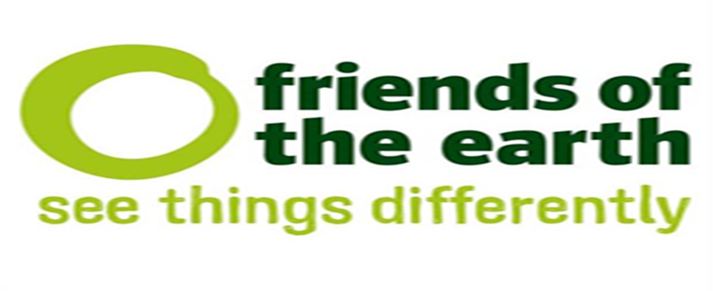 friends of
the earth
see things differently